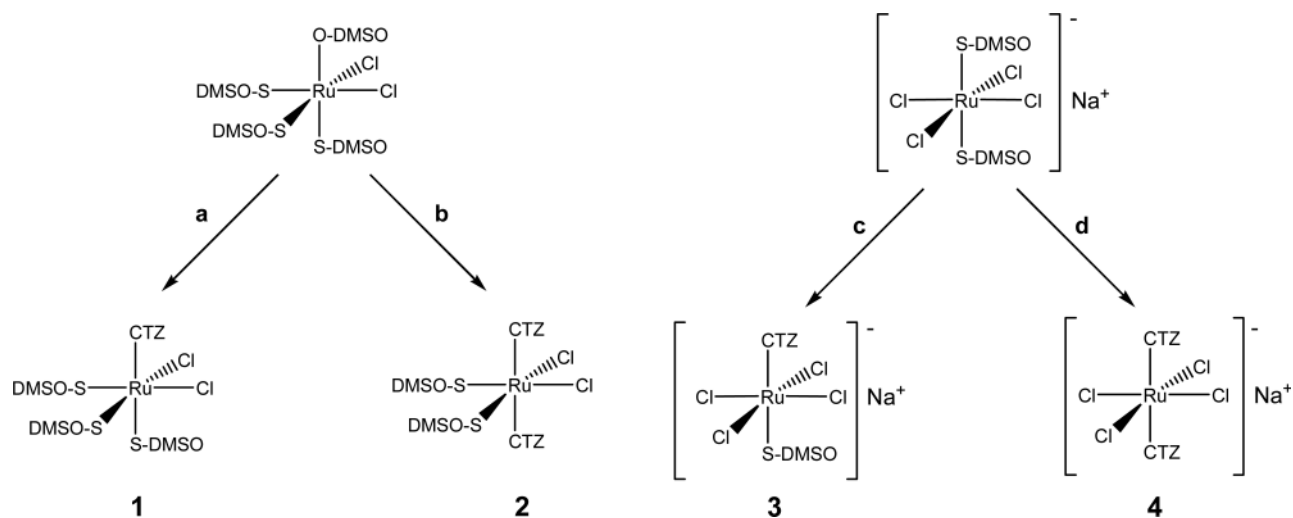 O-DMSO
Cl
DMSO-S Ru Cl
DMSO-S
S-DMSO
-
S-DMSO
Cl
Cl Ru Cl Na+
Cl
S-DMSO
a
b
c
d
CTZ
Cl
DMSO-S Ru Cl
DMSO-S
S-DMSO
1
CTZ
Cl
DMSO-S Ru Cl
DMSO-S
CTZ
2
-
CTZ
Cl
Cl Ru Cl Na+
Cl
S-DMSO
3
-
CTZ
Cl
Cl Ru Cl Na+
Cl
CTZ
4